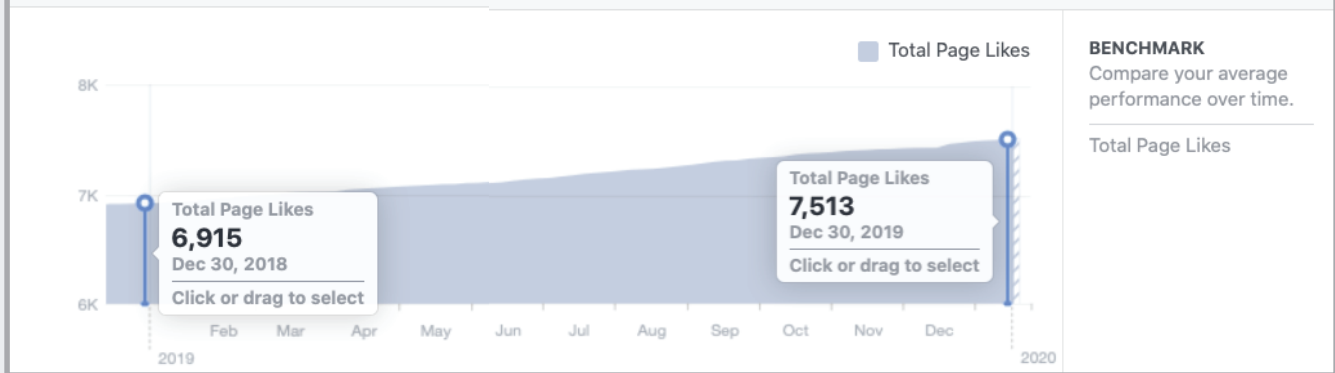 Total Page Likes
8K
7K
6K
Total Page Likes
6,915
Dec 30, 2018
Click or drag to select
Total Page Likes
7,513
Dec 30, 2019
Click or drag to select
Feb Mar Apr May Jun Jul Aug Sep Oct Nov Dec
2019 2020
BENCHMARK
Compare your average
performance over time.
Total Page Likes